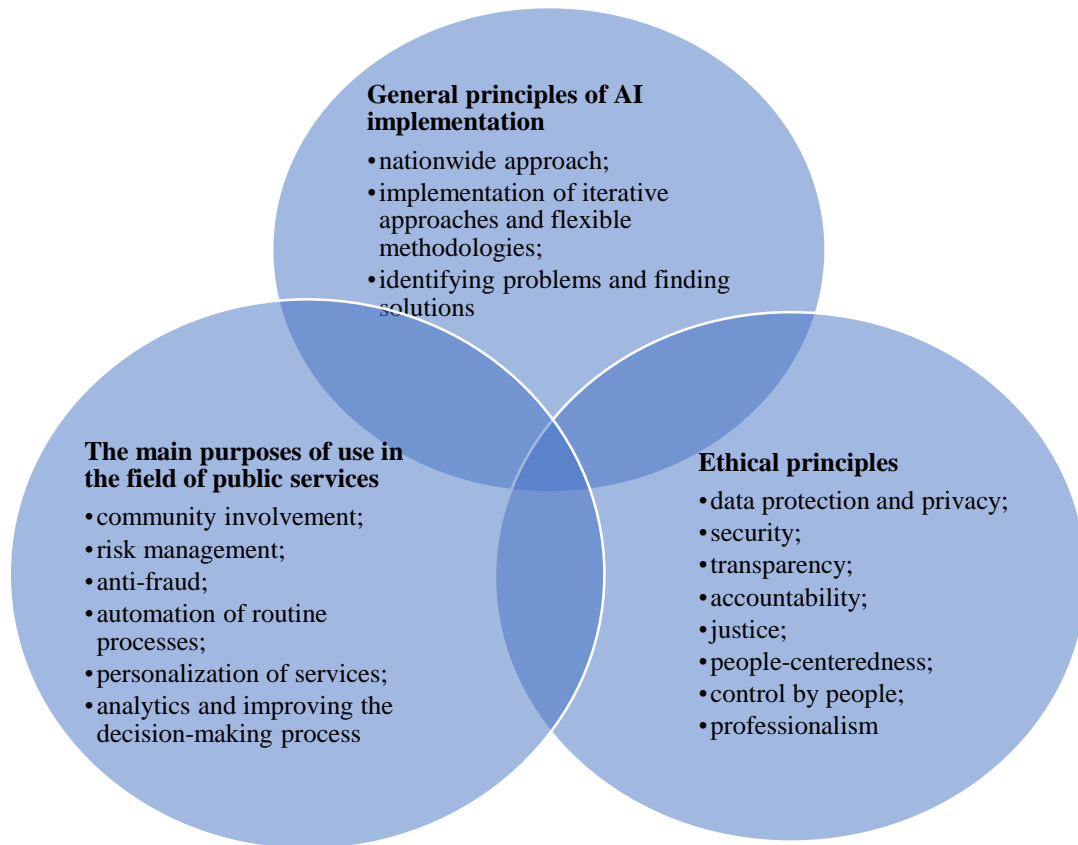 General principles of AI
implementation
•nationwide approach;
•implementation of iterative
approaches and flexible
methodologies;
•identifying problems and finding
solutions
The main purposes of use in
the field of public services
•community involvement;
•risk management;
•anti-fraud;
•automation of routine
processes;
•personalization of services;
•analytics and improving the
decision-making process
Ethical principles
•data protection and privacy;
•security;
•transparency;
•accountability;
•justice;
•people-centeredness;
•control by people;
•professionalism